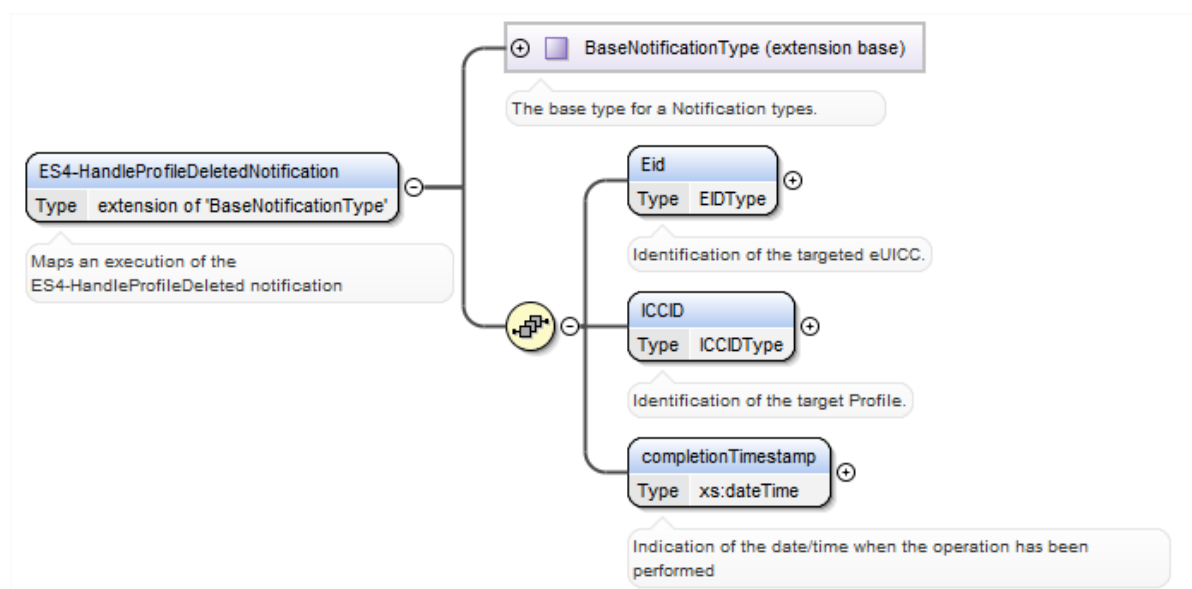 BaseNotificationType (extension base)
The base type for a Notification types.
ES4-HandleProfileDeletedNotification
Type extension of 'BaseNotificationType'
Maps an execution of the
ES4-HandleProfileDeleted notification
Eid
Type EIDType
Identification of the targeted eUICC.
ICCID
Type ICCIDType
Identification of the target Profile.
completionTimestamp
Type xs:dateTime
Indication of the date/time when the operation has been
performed